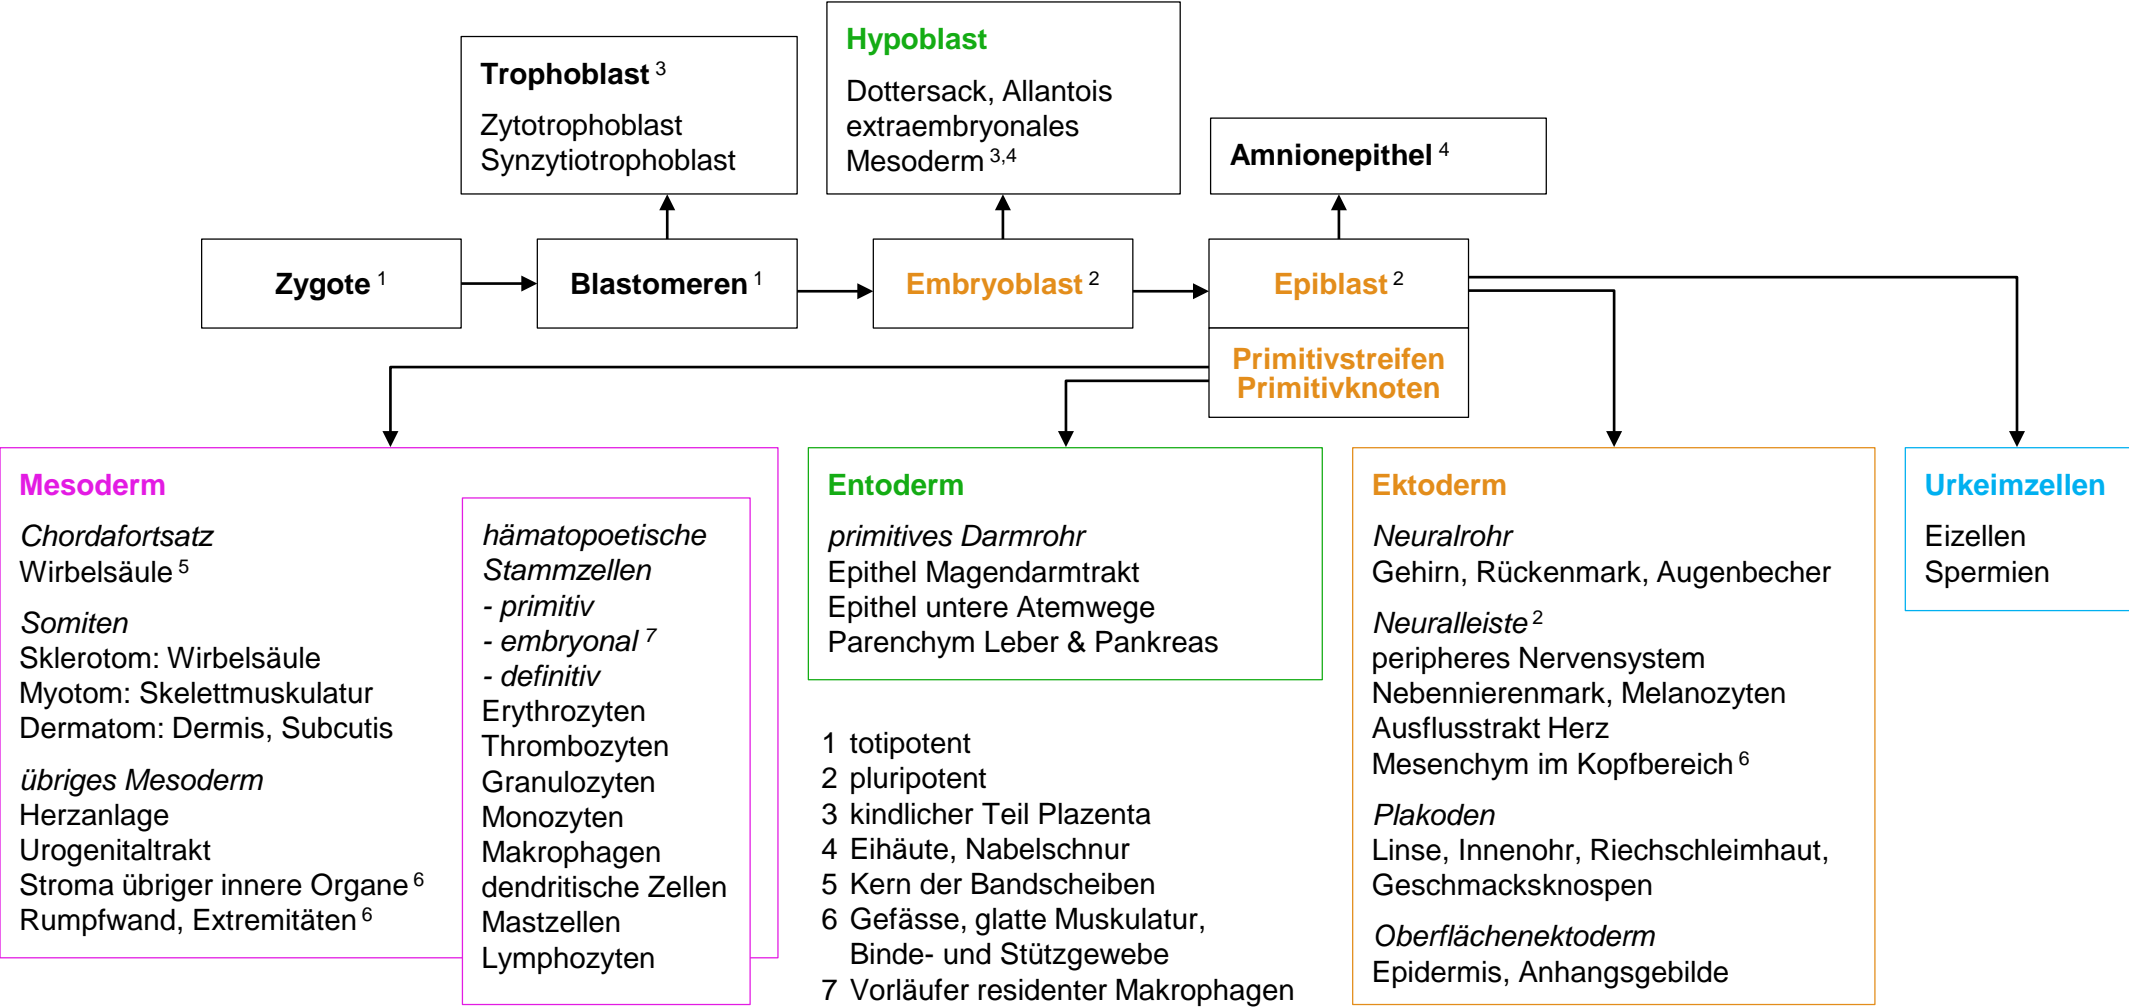 Trophoblast 3
Zytotrophoblast
Synzytiotrophoblast
Hypoblast
Dottersack, Allantois
extraembryonales
Mesoderm 3,4
Amnionepithel 4
Zygote 1
Blastomeren 1
Embryoblast 2
Epiblast 2
Primitivstreifen
Primitivknoten
Mesoderm
Chordafortsatz
Wirbelsäule 5
Somiten
Sklerotom: Wirbelsäule
Myotom: Skelettmuskulatur
Dermatom: Dermis, Subcutis
übriges Mesoderm
Herzanlage
Urogenitaltrakt
Stroma übriger innere Organe 6
Rumpfwand, Extremitäten 6
hämatopoetische
Stammzellen
- primitiv
- embryonal 7
- definitiv
Erythrozyten
Thrombozyten
Granulozyten
Monozyten
Makrophagen
dendritische Zellen
Mastzellen
Lymphozyten
Entoderm
primitives Darmrohr
Epithel Magendarmtrakt
Epithel untere Atemwege
Parenchym Leber & Pankreas
1 totipotent
2 pluripotent
3 kindlicher Teil Plazenta
4 Eihäute, Nabelschnur
5 Kern der Bandscheiben
6 Gefässe, glatte Muskulatur,
Binde- und Stützgewebe
7 Vorläufer residenter Makrophagen
Ektoderm
Neuralrohr
Gehirn, Rückenmark, Augenbecher
Neuralleiste 2
peripheres Nervensystem
Nebennierenmark, Melanozyten
Ausflusstrakt Herz
Mesenchym im Kopfbereich 6
Plakoden
Linse, Innenohr, Riechschleimhaut,
Geschmacksknospen
Oberflächenektoderm
Epidermis, Anhangsgebilde
Urkeimzellen
Eizellen
Spermien